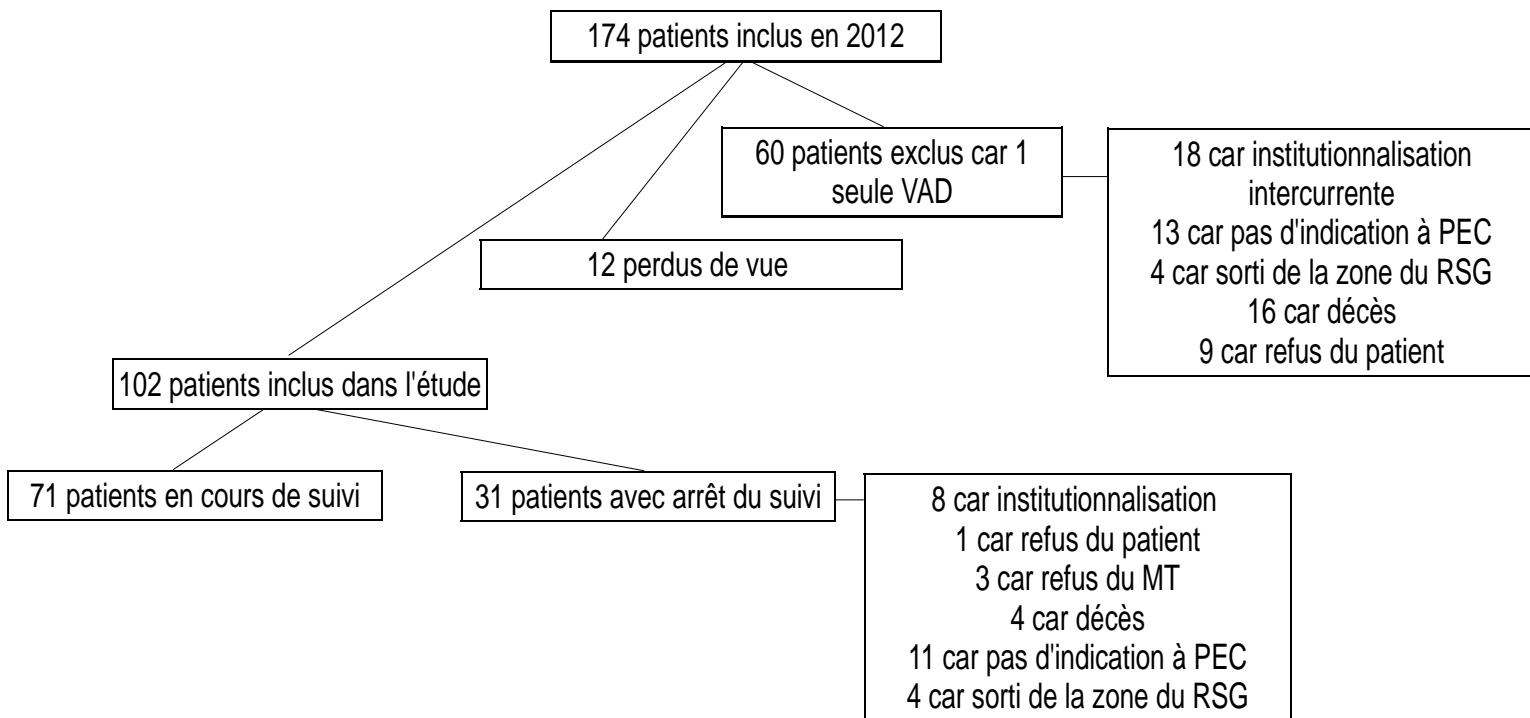 174 patients inclus en 2012
60 patients exclus car 1
seule VAD
18 car institutionnalisation
intercurrente
13 car pas d'indication à PEC
4 car sorti de la zone du RSG
16 car décès
9 car refus du patient
12 perdus de vue
102 patients inclus dans l'étude
71 patients en cours de suivi
31 patients avec arrêt du suivi
8 car institutionnalisation
1 car refus du patient
3 car refus du MT
4 car décès
11 car pas d'indication à PEC
4 car sorti de la zone du RSG